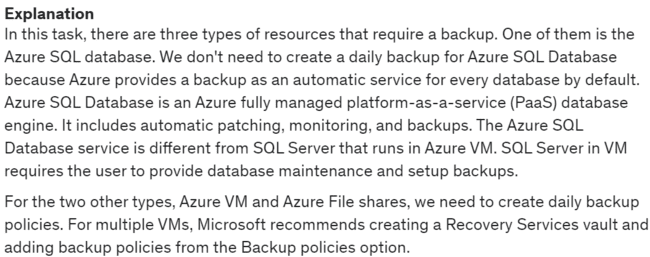 Explanation
In this task, there are three types of resources that require a backup. One of them is the
Azure SQL database. We don't need to create a daily backup for Azure SQL Database
because Azure provides a backup as an automatic service for every database by default.
Azure SQL Database is an Azure fully managed platform-as-a-service (PaaS) database
engine. It includes automatic patching, monitoring, and backups. The Azure SQL
Database service is different from SQL Server that runs in Azure VM. SQL Server in VM
requires the user to provide database maintenance and setup backups.
For the two other types, Azure VM and Azure File shares, we need to create daily backup
policies. For multiple VMs, Microsoft recommends creating a Recovery Services vault and
adding backup policies from the Backup policies option.